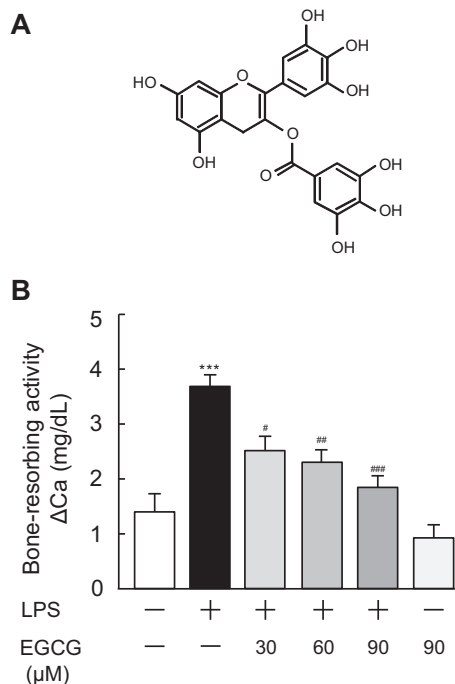 A
OH
OH
OH
HO
O
O
O
OH
OH
OH
OH
B
Bone-resorbing activity
ΔCa (mg/dL)
5
4
3
2
1
0
***
#
##
###
LPS — + + + + —
EGCG — — 30 60 90 90
(μM)